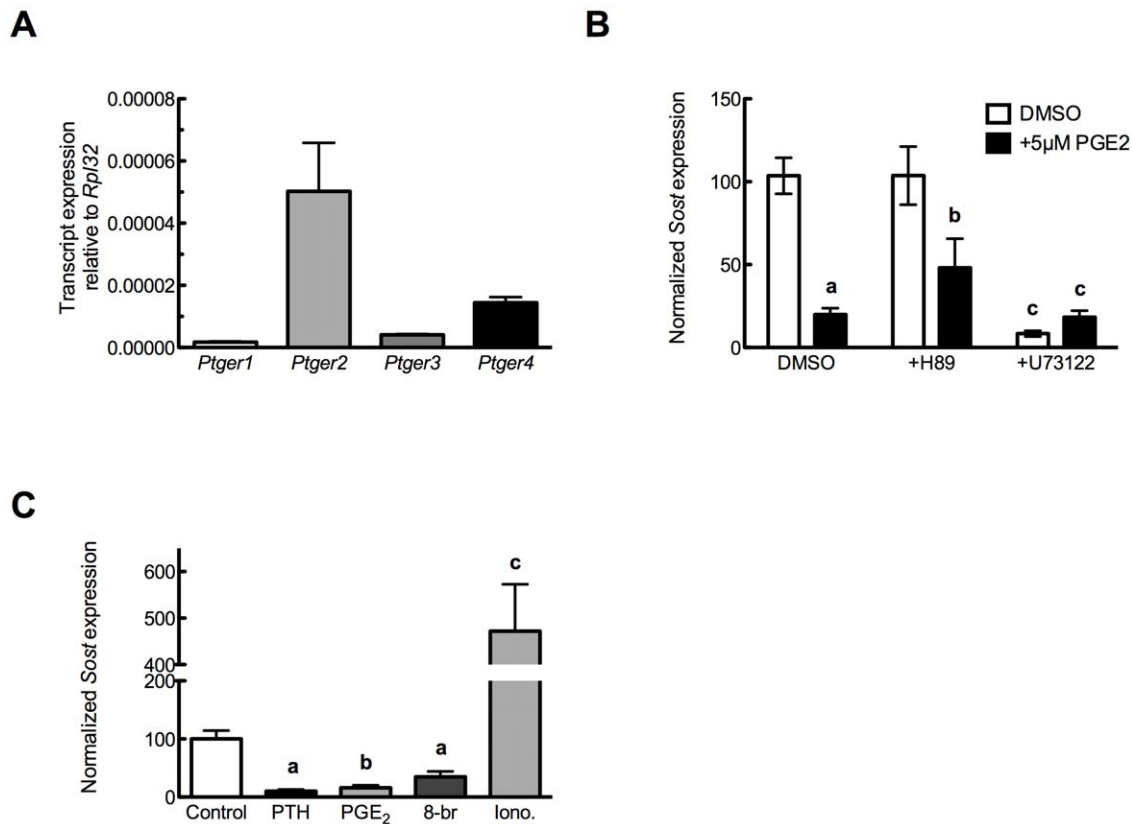 A
Transcript expression
relative to Rpl32
0.00008
0.00006
0.00004
0.00002
0.00000
Ptger1 Ptger2 Ptger3 Ptger4
B
Normalized Sost expression
150
100
50
0
DMSO
+5µM PGE2
a
b
c
c
DMSO +H89 +U73122
C
Normalized Sost expression
600
500
400
200
100
0
a
b
a
c
Control PTH PGE2 8-br Iono.